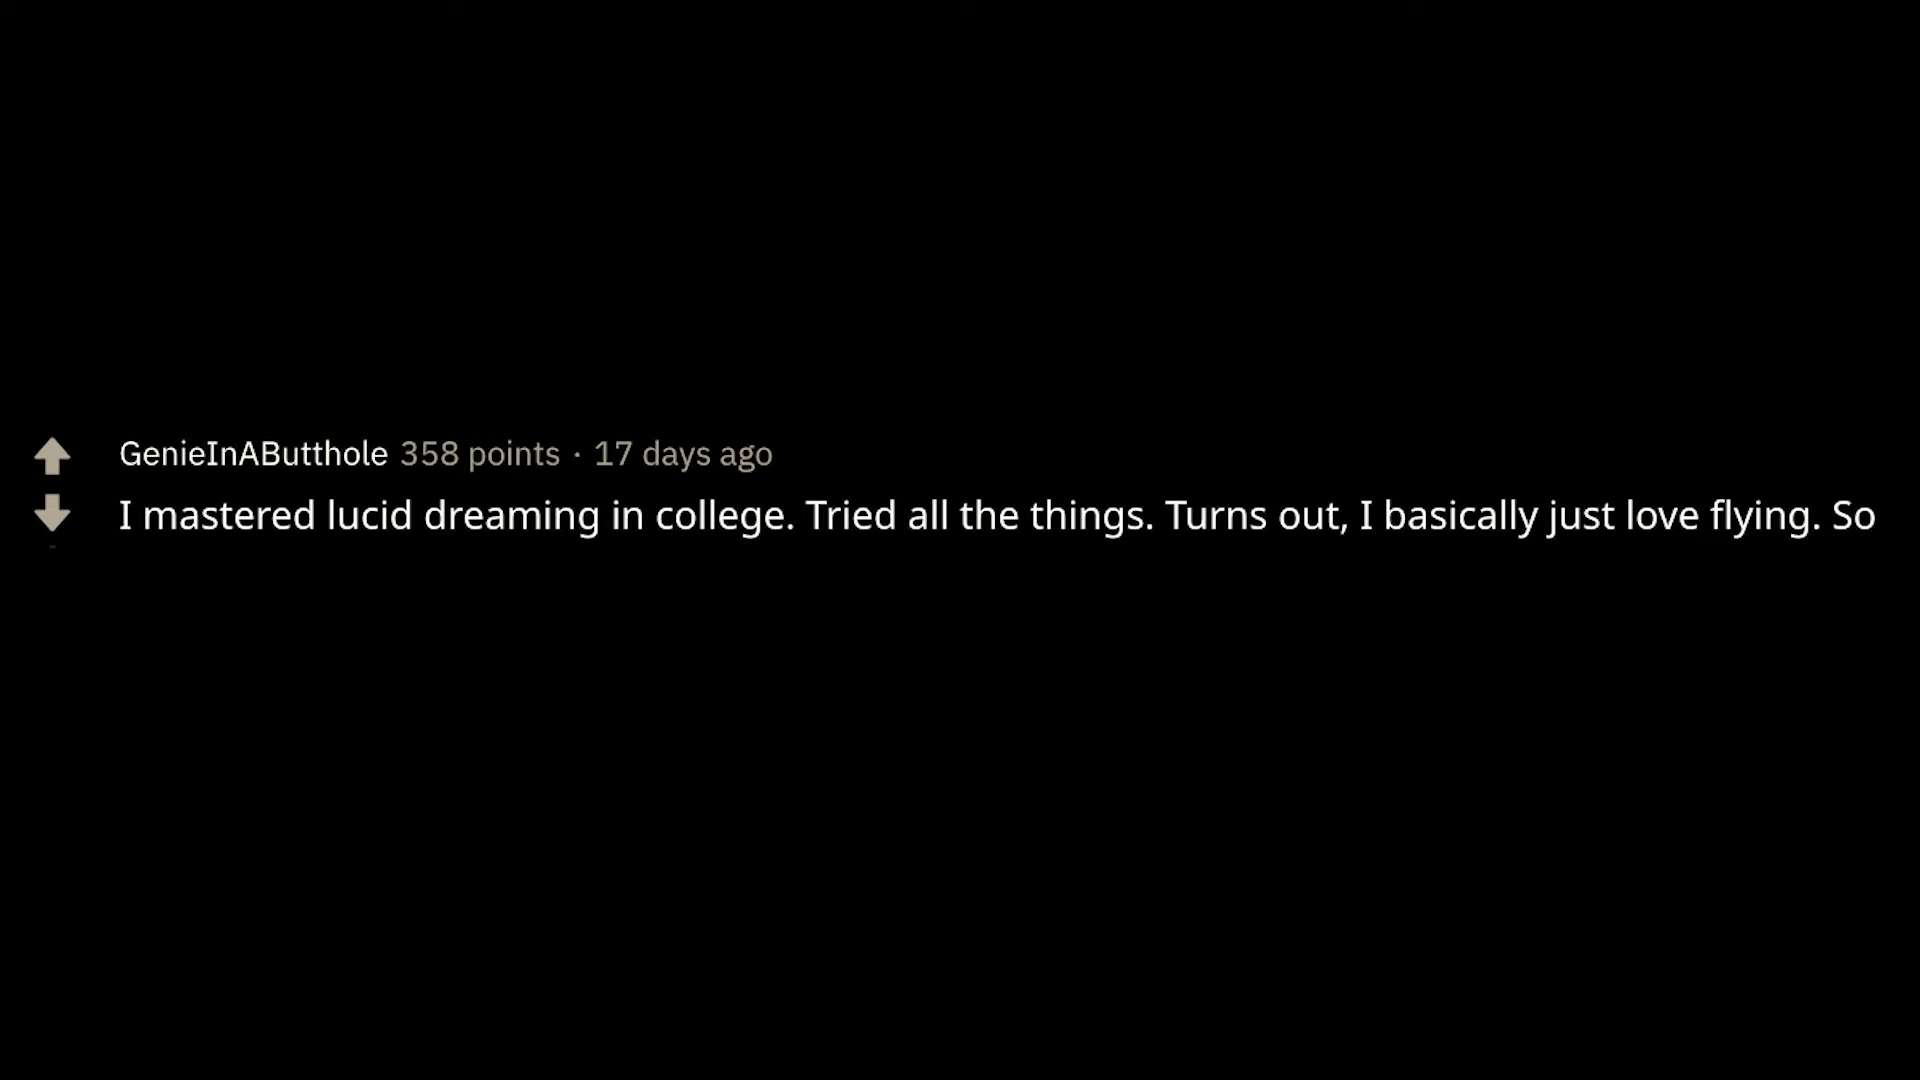 GenieInAButthole 358 points · 17 days ago
I mastered lucid dreaming in college. Tried all the things. Turns out, I basically just love flying. So